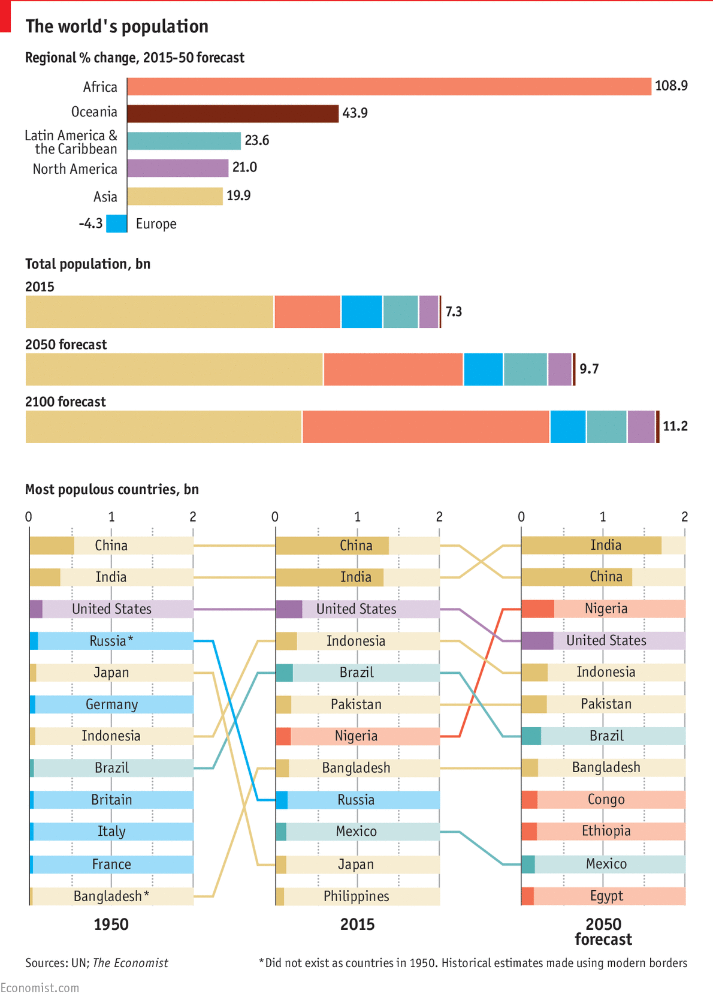 The world's population
Regional % change, 2015-50 forecast
Africa 108.9
Oceania 43.9
Latin America &
the Caribbean 23.6
North America 21.0
Asia 19.9
-4.3 Europe
Total population, bn
2015
7.3
2050 forecast
9.7
2100 forecast
11.2
Most populous countries, bn
0 1 2 0 1 2 0 1 2
China China India
India India China
United States United States Nigeria
Russia* Indonesia United States
Japan Brazil Indonesia
Germany Pakistan Pakistan
Indonesia Nigeria Brazil
Brazil Bangladesh Bangladesh
Britain Russia Congo
Italy Mexico Ethiopia
France Japan Mexico
Bangladesh* Philippines Egypt
1950 2015 2050
forecast
Sources: UN; The Economist *Did not exist as countries in 1950. Historical estimates made using modern borders
Economist.com